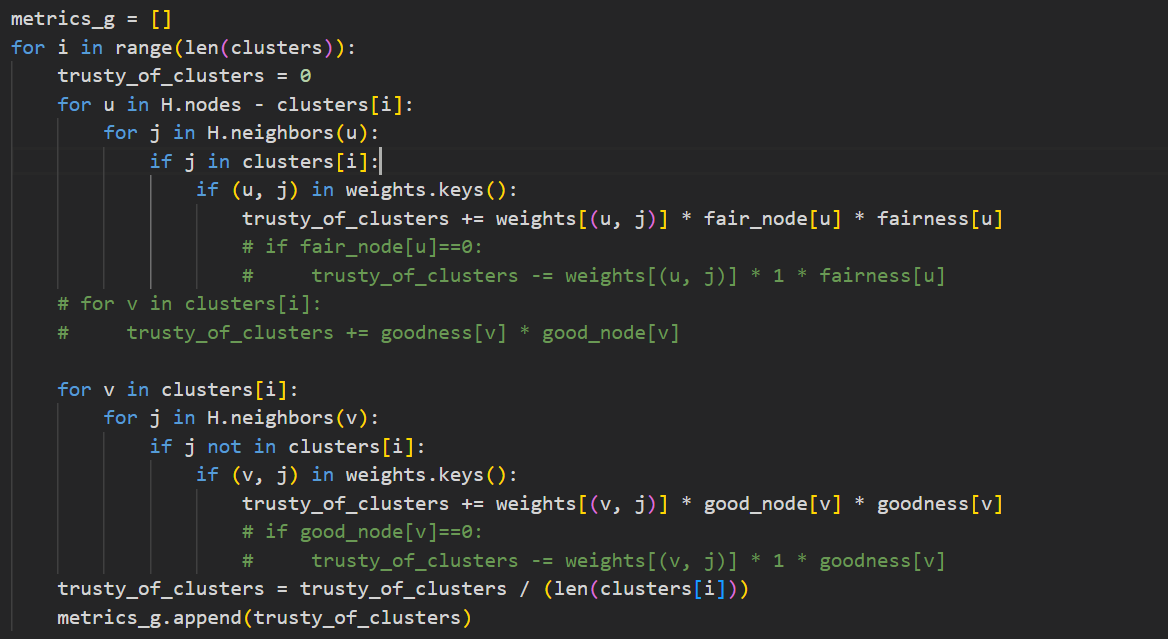 metrics_g = []
for i in range(len(clusters)):
    trusty_of_clusters = 0
    for u in H.nodes - clusters[i]:
        for j in H.neighbors(u):
            if j in clusters[i]:
                if (u, j) in weights.keys():
                    trusty_of_clusters += weights[(u, j)] * fair_node[u] * fairness[u]
                    # if fair_node[u]==0:
                    #     trusty_of_clusters -= weights[(u, j)] * 1 * fairness[u]
    # for v in clusters[i]:
    #     trusty_of_clusters += goodness[v] * good_node[v]

    for v in clusters[i]:
        for j in H.neighbors(v):
            if j not in clusters[i]:
                if (v, j) in weights.keys():
                    trusty_of_clusters += weights[(v, j)] * good_node[v] * goodness[v]
                    # if good_node[v]==0:
                    #     trusty_of_clusters -= weights[(v, j)] * 1 * goodness[v]
    trusty_of_clusters = trusty_of_clusters / (len(clusters[i]))
    metrics_g.append(trusty_of_clusters)